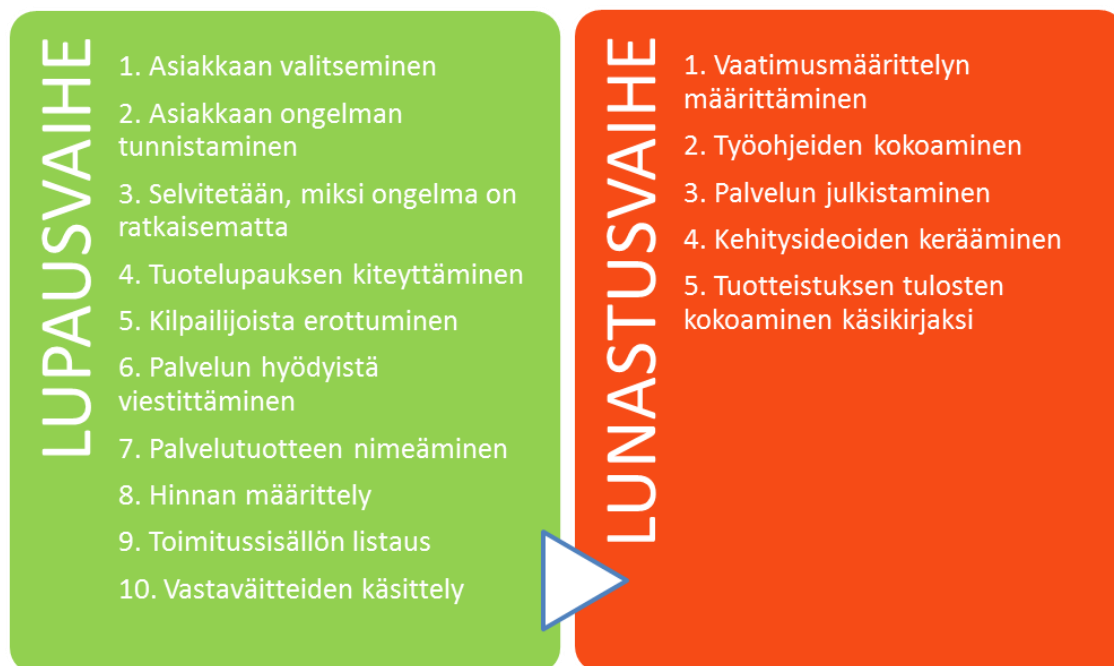 LUPAUSVAIHE
1. Asiakkaan valitseminen
2. Asiakkaan ongelman
tunnistaminen
3. Selvitetään, miksi ongelma on
ratkaisematta
4. Tuotelupauksen kiteyttäminen
5. Kilpailijoista erottuminen
6. Palvelun hyödyistä
viestittäminen
7. Palvelutuotteen nimeäminen
8. Hinnan määrittely
9. Toimitussisällön listaus
10. Vastaväitteiden käsittely
LUNASTUSVAIHE
1. Vaatimusmäärittelyn
määrittäminen
2. Työohjeiden kokoaminen
3. Palvelun julkistaminen
4. Kehitysideoiden kerääminen
5. Tuotteistuksen tulosten
kokoaminen käsikirjaksi